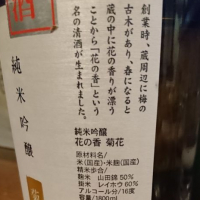 創業時、蔵周辺に梅の
古木があり、春になると
蔵の中に花の香りが漂う
ことから「花の香」という
名の清酒が生まれました。
酒
純米吟醸
純米吟醸
花の香 菊花
原材料名/
米(国産)・米麹(国産)
精米歩合/
麹米 山田錦 50%
掛米 レイホウ 60%
アルコール分/16度
容量/1800ml